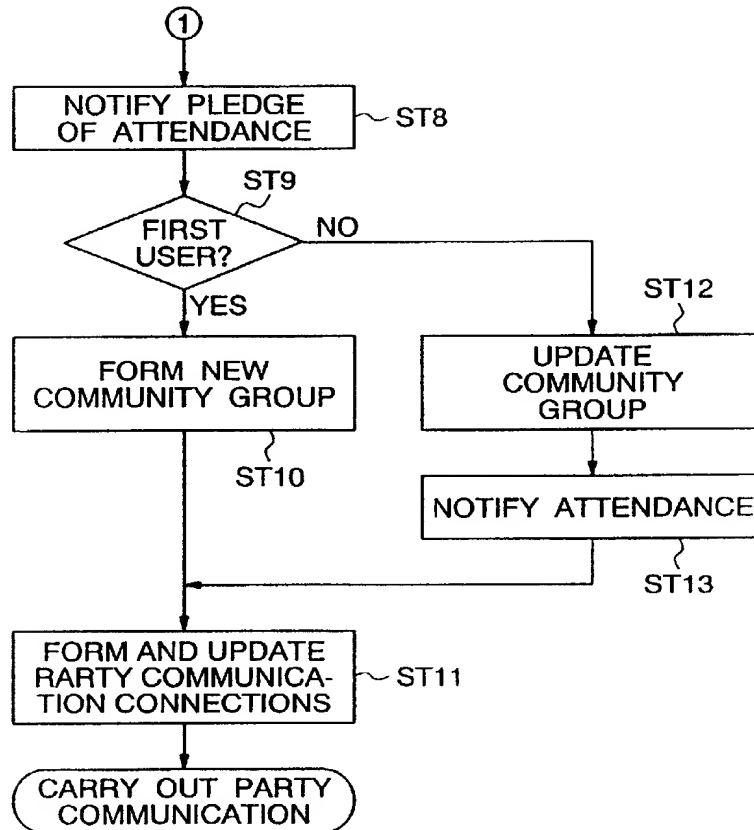 1
NOTIFY PLEDGE
OF ATTENDANCE
ST8
ST9
FIRST
USER?
NO
YES
ST12
FORM NEW
COMMUNITY GROUP
UPDATE
COMMUNITY
GROUP
ST10
NOTIFY ATTENDANCE
ST13
FORM AND UPDATE
RARTY COMMUNICA-
TION CONNECTIONS
ST11
CARRY OUT PARTY
COMMUNICATION